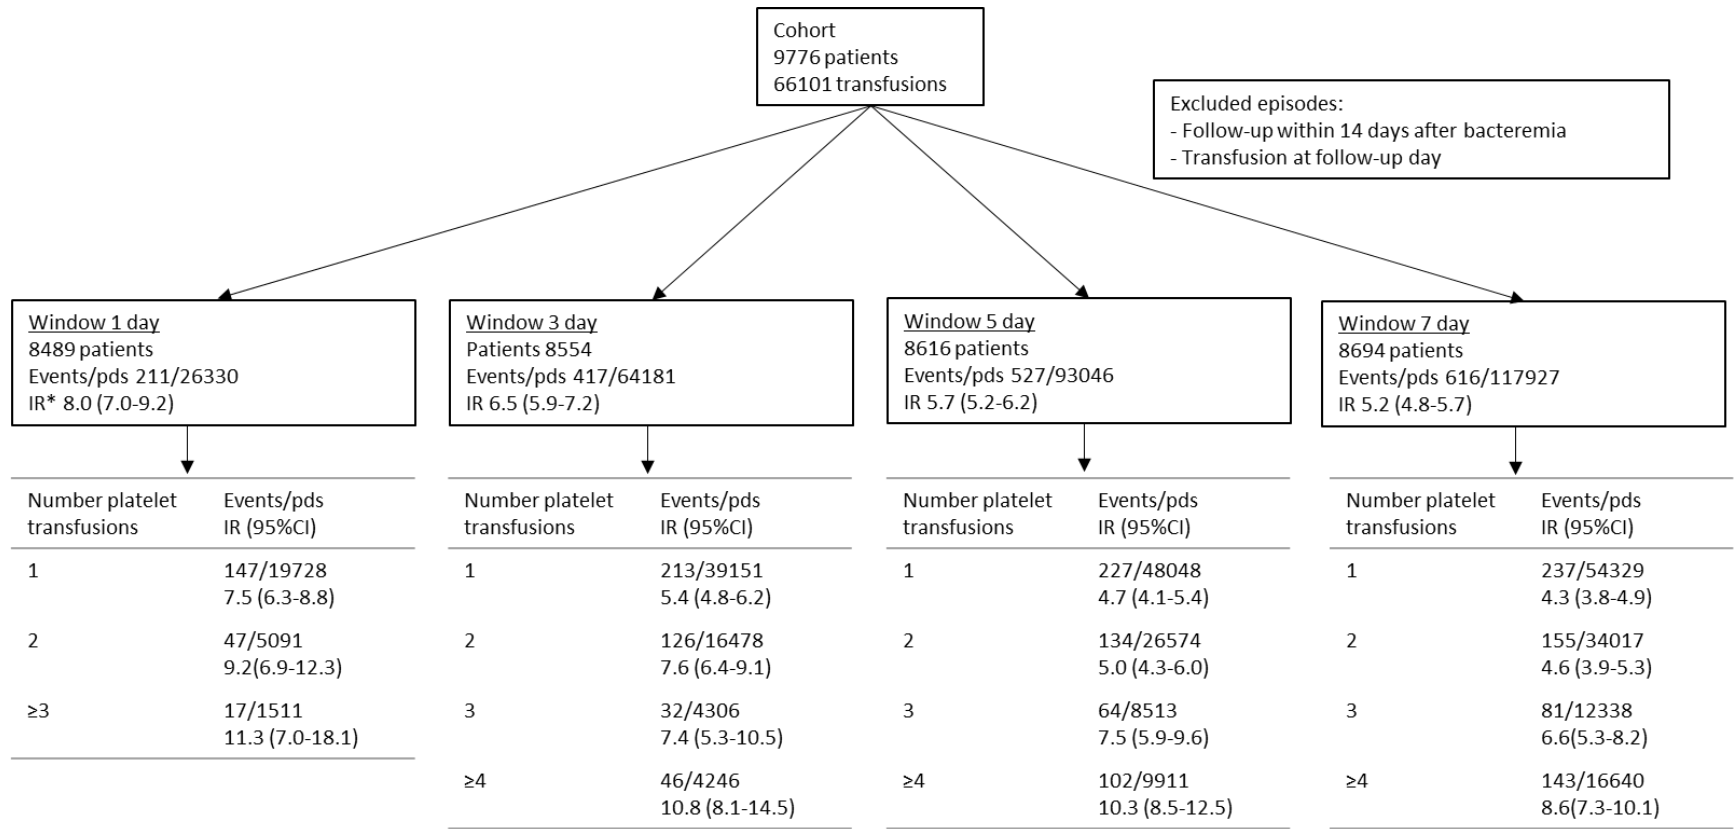 Cohort
9776 patients
66101 transfusions
Excluded episodes:
- Follow-up within 14 days after bacteremia
- Transfusion at follow-up day
Window 1 day
8489 patients
Events/pds 211/26330
IR* 8.0 (7.0-9.2)
Window 3 day
Patients 8554
Events/pds 417/64181
IR 6.5 (5.9-7.2)
Window 5 day
8616 patients
Events/pds 527/93046
IR 5.7 (5.2-6.2)
Window 7 day
8694 patients
Events/pds 616/117927
IR 5.2 (4.8-5.7)
Number platelet Events/pds
transfusions IR (95%CI)
1 147/19728
7.5 (6.3-8.8)
2 47/5091
9.2(6.9-12.3)
≥3 17/1511
11.3 (7.0-18.1)
Number platelet Events/pds
transfusions IR (95%CI)
1 213/39151
5.4 (4.8-6.2)
2 126/16478
7.6 (6.4-9.1)
3 32/4306
7.4 (5.3-10.5)
≥4 46/4246
10.8 (8.1-14.5)
Number platelet Events/pds
transfusions IR (95%CI)
1 227/48048
4.7 (4.1-5.4)
2 134/26574
5.0 (4.3-6.0)
3 64/8513
7.5 (5.9-9.6)
≥4 102/9911
10.3 (8.5-12.5)
Number platelet Events/pds
transfusions IR (95%CI)
1 237/54329
4.3 (3.8-4.9)
2 155/34017
4.6 (3.9-5.3)
3 81/12338
6.6(5.3-8.2)
≥4 143/16640
8.6(7.3-10.1)